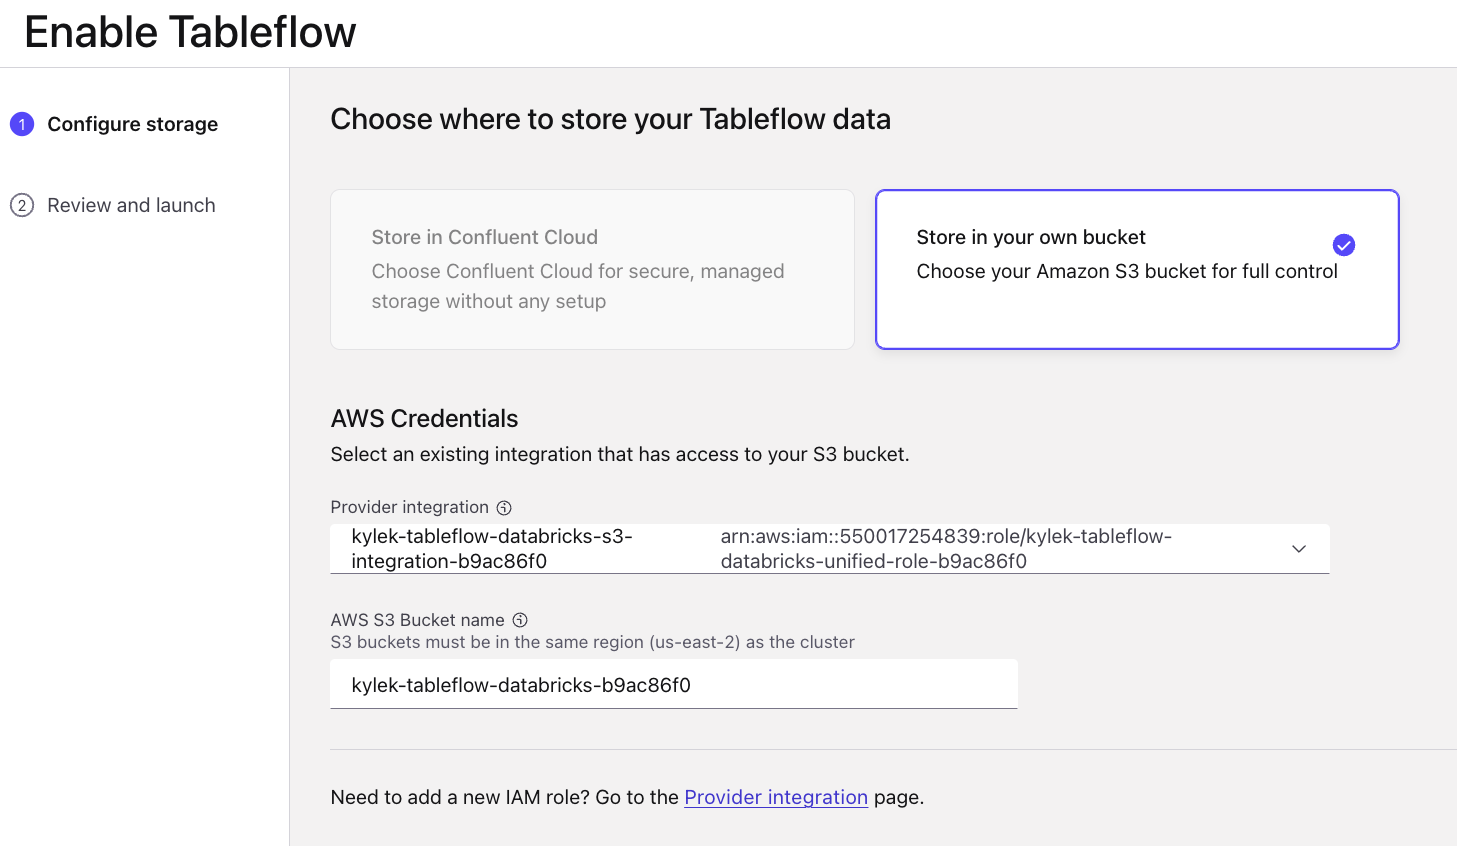 Enable Tableflow
1 Configure storage
2 Review and launch
Choose where to store your Tableflow data
Store in Confluent Cloud
Choose Confluent Cloud for secure, managed
storage without any setup
Store in your own bucket
Choose your Amazon S3 bucket for full control
AWS Credentials
Select an existing integration that has access to your S3 bucket.
Provider integration
kylek-tableflow-databricks-s3-
integration-b9ac86f0
arn:aws:iam::550017254839:role/kylek-tableflow-
databricks-unified-role-b9ac86f0
AWS S3 Bucket name
S3 buckets must be in the same region (us-east-2) as the cluster
kylek-tableflow-databricks-b9ac86f0
Need to add a new IAM role? Go to the Provider integration page.